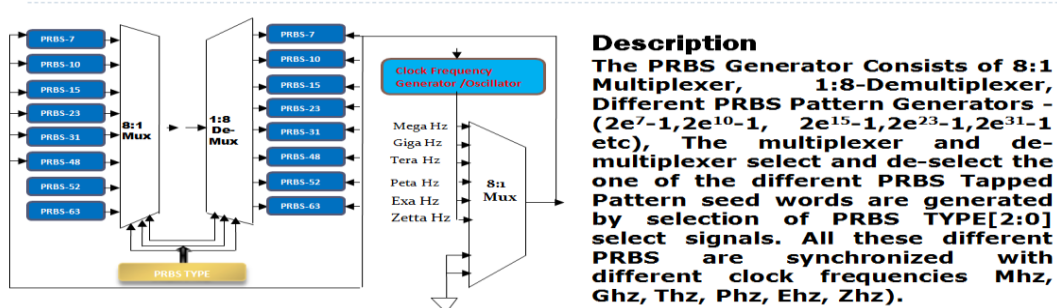 PRBS-7
PRBS-10
PRBS-15
PRBS-23
PRBS-31
PRBS-48
PRBS-52
PRBS-63
8:1
Mux
1:8
De-
Mux
PRBS-7
PRBS-10
PRBS-15
PRBS-23
PRBS-31
PRBS-48
PRBS-52
PRBS-63
PRBS TYPE
Clock Frequency
Generator /Oscillator
Mega Hz
Giga Hz
Tera Hz
Peta Hz
Exa Hz
Zetta Hz
8:1
Mux
Description
The PRBS Generator Consists of 8:1
Multiplexer, 1:8-Demultiplexer,
Different PRBS Pattern Generators -
(2e⁷-1,2e¹⁰-1, 2e¹⁵-1,2e²³-1,2e³¹-1
etc), The multiplexer and de-
multiplexer select and de-select the
one of the different PRBS Tapped
Pattern seed words are generated
by selection of PRBS TYPE[2:0]
select signals. All these different
PRBS are synchronized with
different clock frequencies Mhz,
Ghz, Thz, Phz, Ehz, Zhz).